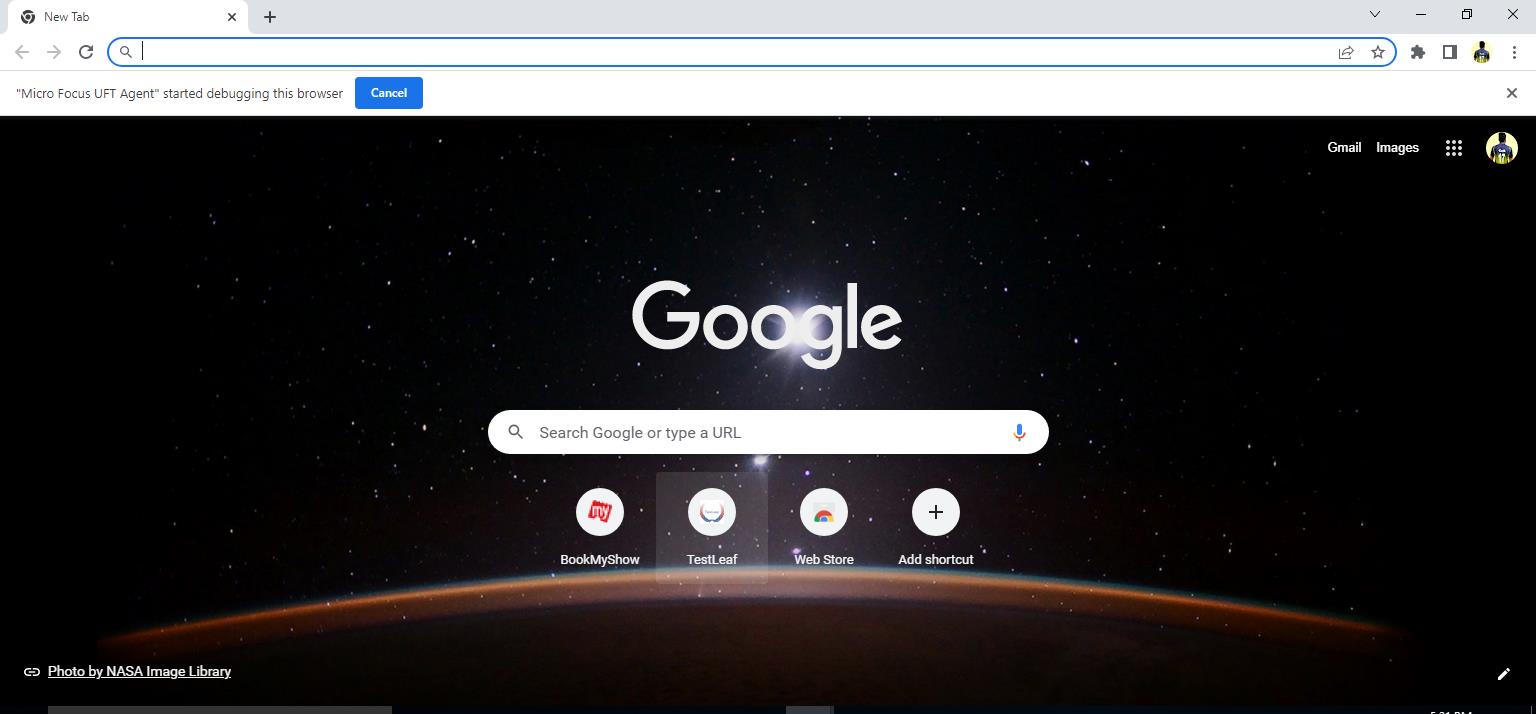 New Tab
"Micro Focus UFT Agent" started debugging this browser Cancel
Gmail Images
Google
Search Google or type a URL
my
BookMyShow TestLeaf Web Store Add shortcut
Photo by NASA Image Library